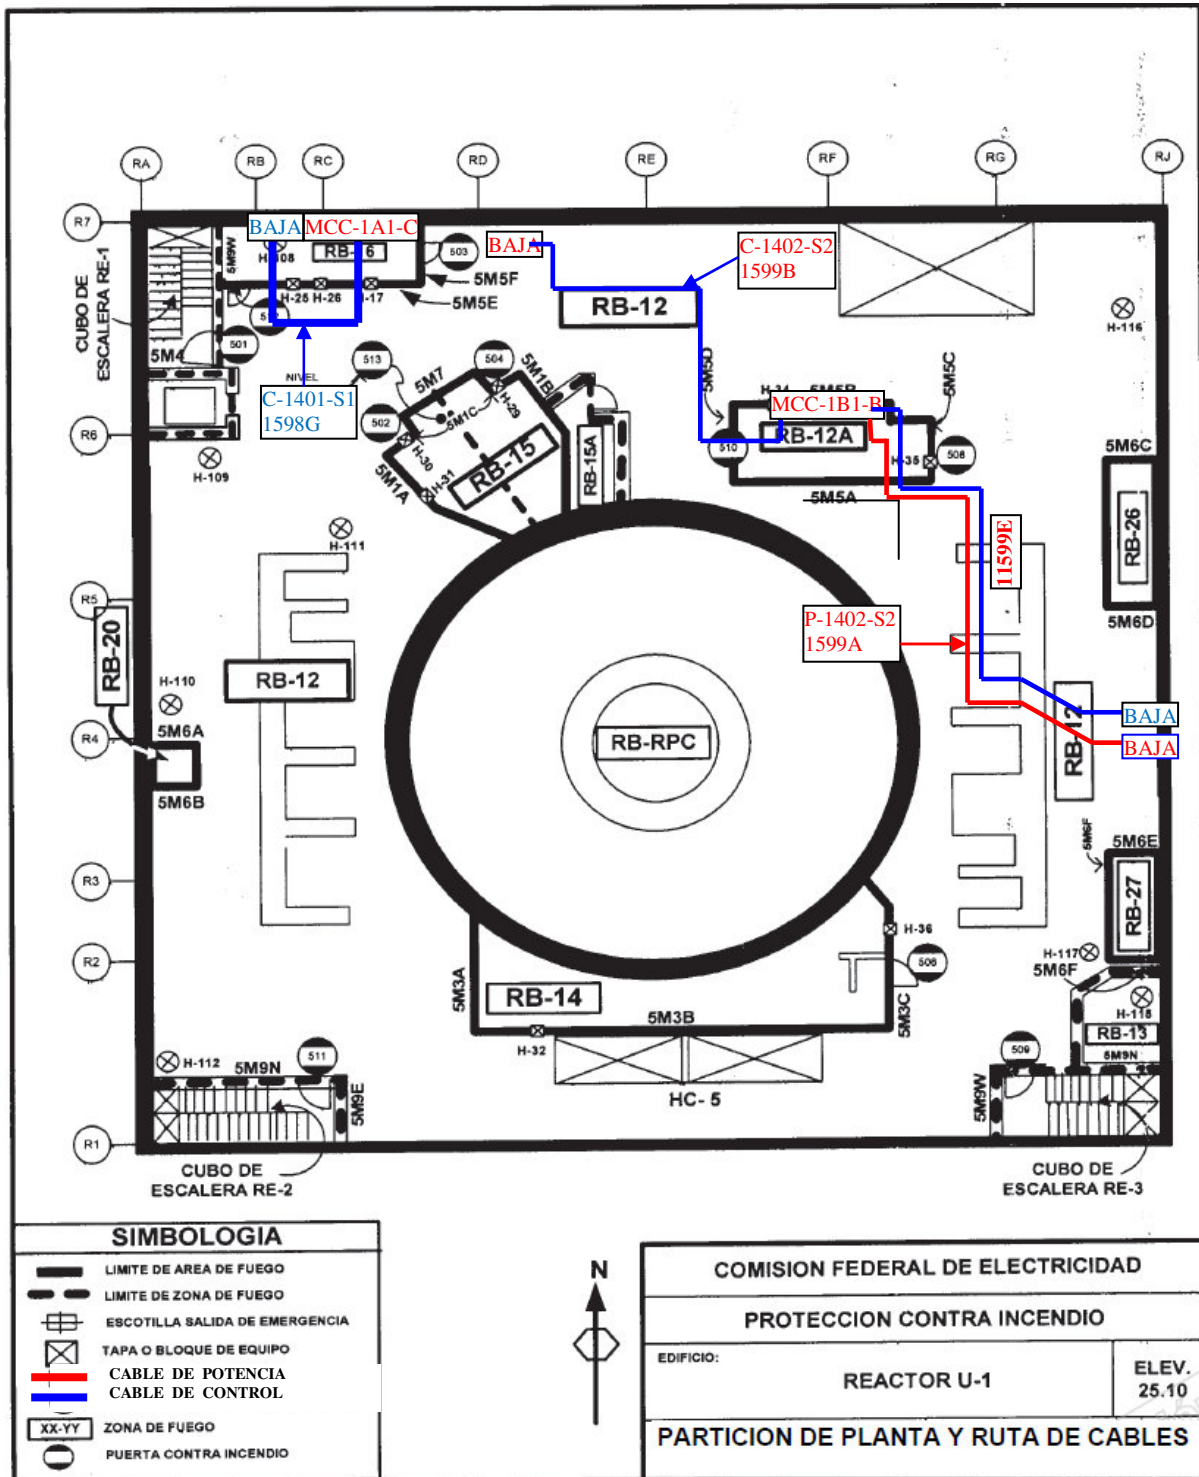 RA
RB
RC
RD
RE
RF
RG
RJ
R7
BAJA
MCC-1A1-C
BAJA
C-1402-S2
1599B
5M9W
H-108
RB-16
503
5M5F
CUBO DE
ESCALERA RE-1
H-25
H-26
H-17
5M5E
RB-12
H-116
512
501
5M4
NIVEL
513
504
5M7
5M1B
5M5D
H-34
5M5B
5M5C
C-1401-S1
1598G
MCC-1B1-B
R6
502
5M1C
H-29
H-30
RB-15
RB-15A
510
RB-12A
H-35
508
5M6C
H-109
5M1A
H-31
5M5A
RB-26
H-111
11599E
R5
RB-20
P-1402-S2
1599A
5M6D
H-110
RB-12
RB-12
BAJA
5M6A
R4
RB-RPC
BAJA
5M6B
5M6F
5M6E
R3
RB-27
H-36
R2
506
H-117
5M6F
5M3A
RB-14
5M3B
5M3C
H-118
RB-13
H-32
509
5M9N
H-112
5M9N
511
5M9E
HC- 5
5M9W
R1
CUBO DE
ESCALERA RE-2
CUBO DE
ESCALERA RE-3
SIMBOLOGIA
LIMITE DE AREA DE FUEGO
LIMITE DE ZONA DE FUEGO
ESCOTILLA SALIDA DE EMERGENCIA
TAPA O BLOQUE DE EQUIPO
CABLE DE POTENCIA
CABLE DE CONTROL
XX-YY ZONA DE FUEGO
PUERTA CONTRA INCENDIO
N
COMISION FEDERAL DE ELECTRICIDAD
PROTECCION CONTRA INCENDIO
EDIFICIO:
REACTOR U-1
ELEV.
25.10
PARTICION DE PLANTA Y RUTA DE CABLES